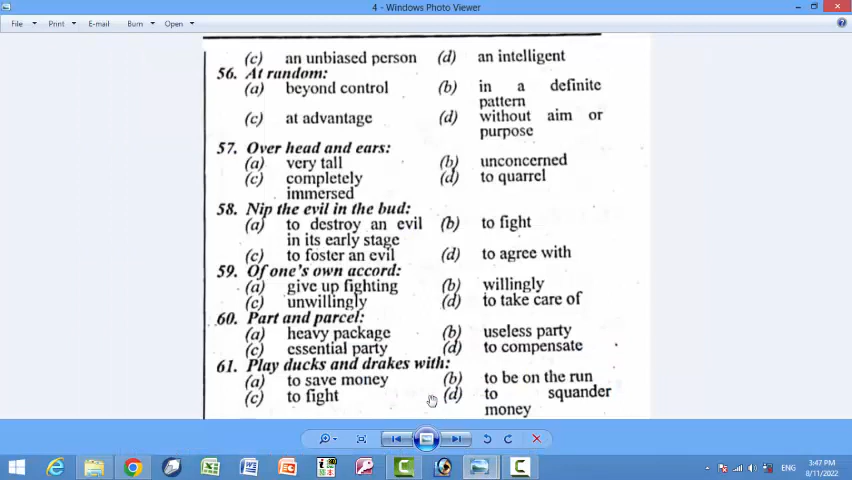 4 - Windows Photo Viewer
File Print E-mail Burn Open
(c) an unbiased person (d) an intelligent
56. At random:
(a) beyond control (b) in a definite
pattern
(c) at advantage (d) without aim or
purpose
57. Over head and ears:
(a) very tall (b) unconcerned
(c) completely (d) to quarrel
immersed
58. Nip the evil in the bud:
(a) to destroy an evil (b) to fight
in its early stage
(c) to foster an evil (d) to agree with
59. Of one's own accord:
(a) give up fighting (b) willingly
(c) unwillingly (d) to take care of
60. Part and parcel:
(a) heavy package (b) useless party
(c) essential party (d) to compensate
61. Play ducks and drakes with:
(a) to save money (b) to be on the run
(c) to fight (d) to squander
money
ENG
3:47 PM
8/11/2022